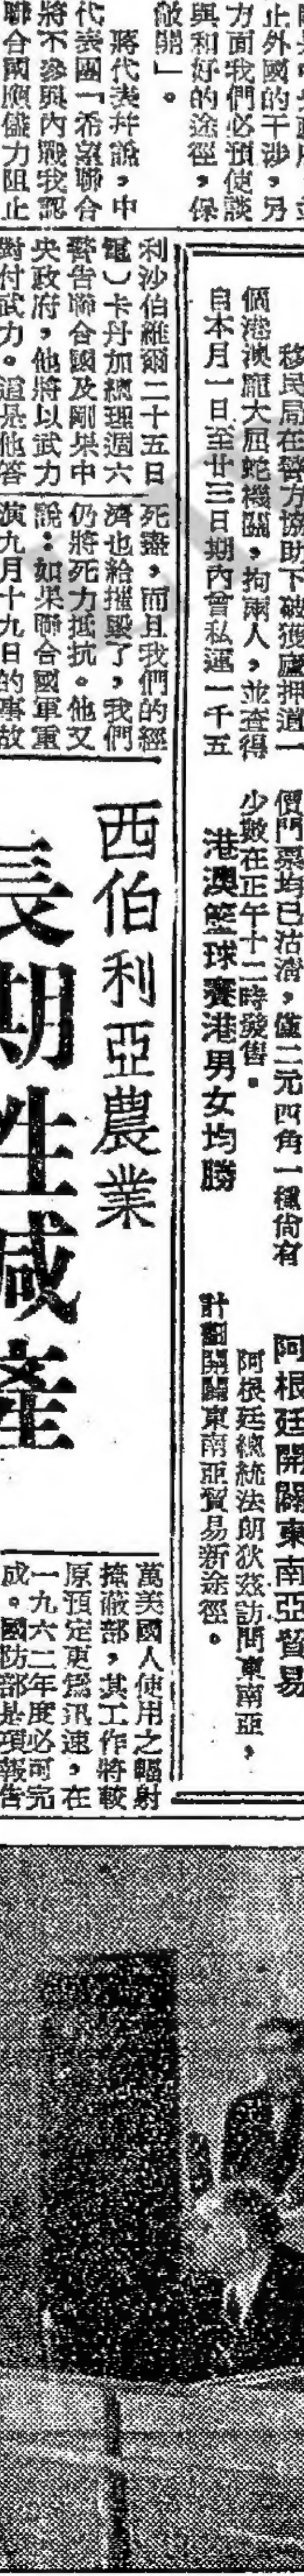 止外國的干涉，另
方面我們必預使談
與和好的途徑，保
敞開」。
蔣代表幷說，中
代表團「希望聯合
將不參與內戰我認
聯合國應儘力阻止
移民局在警方協助下破獲廬押道一
個港澳龐大屈蛇機關，拘兩人，並查得
自本月一日至廿三日期內曾私運一千五
價門票均已沽淸，僅二元四角一種尙有
少數在正午十二時發售。
港澳籃球賽港男女均勝
阿根廷開闢東南亞貿易
阿根廷總統法朗狄茲訪問東南亞，
計劃開闢東南亞貿易新途徑。
利沙伯維爾二十五日
電）卡丹加總理週六
警告聯合國及剛果中
央政府，他將以武力
對付武力。這是他答
死盡，而且我們的經
濟也給摧毀了，我們
仍將死力抵抗。他又
說：如果聯合國軍重
演九月十九日的事故
西伯利亞農業
長期性減產
萬美國人使用之輻射
掩蔽部，其工作將較
原預定更爲迅速，在
一九六二年度必可完
成。國防部是項報告